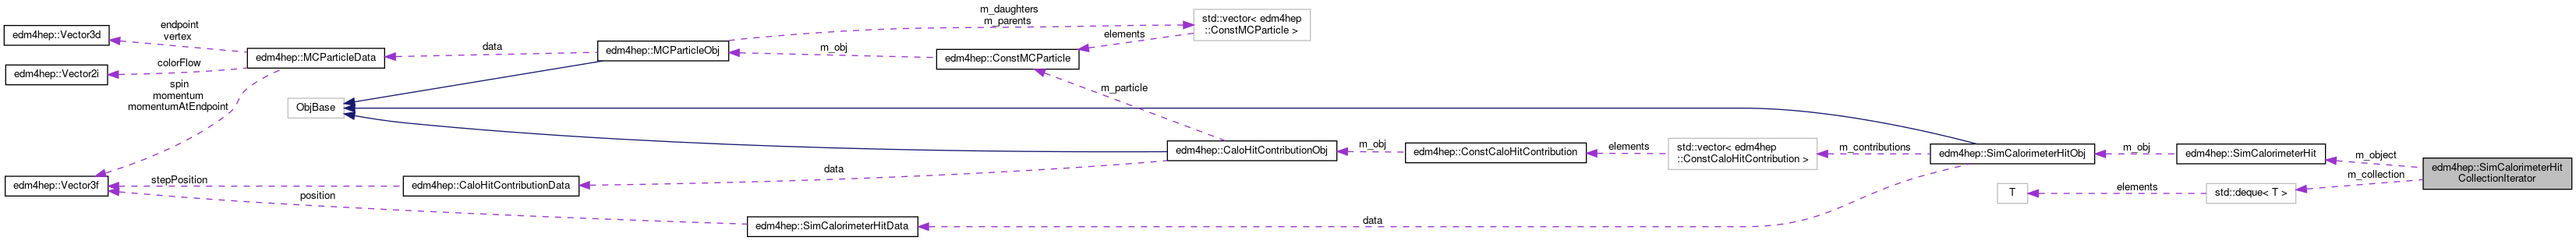 edm4hep::Vector3d
endpoint
vertex
edm4hep::Vector2i
colorFlow
spin
momentum
momentumAtEndpoint
edm4hep::MCParticleData
data
edm4hep::MCParticleObj
m_daughters
m_parents
std::vector< edm4hep
::ConstMCParticle >
elements
m_obj
edm4hep::ConstMCParticle
ObjBase
m_particle
edm4hep::CaloHitContributionObj
m_obj
edm4hep::ConstCaloHitContribution
elements
std::vector< edm4hep
::ConstCaloHitContribution >
m_contributions
edm4hep::SimCalorimeterHitObj
m_obj
edm4hep::SimCalorimeterHit
m_object
m_collection
edm4hep::SimCalorimeterHit
CollectionIterator
edm4hep::Vector3f
stepPosition
position
edm4hep::CaloHitContributionData
data
T
elements
std::deque< T >
edm4hep::SimCalorimeterHitData
data